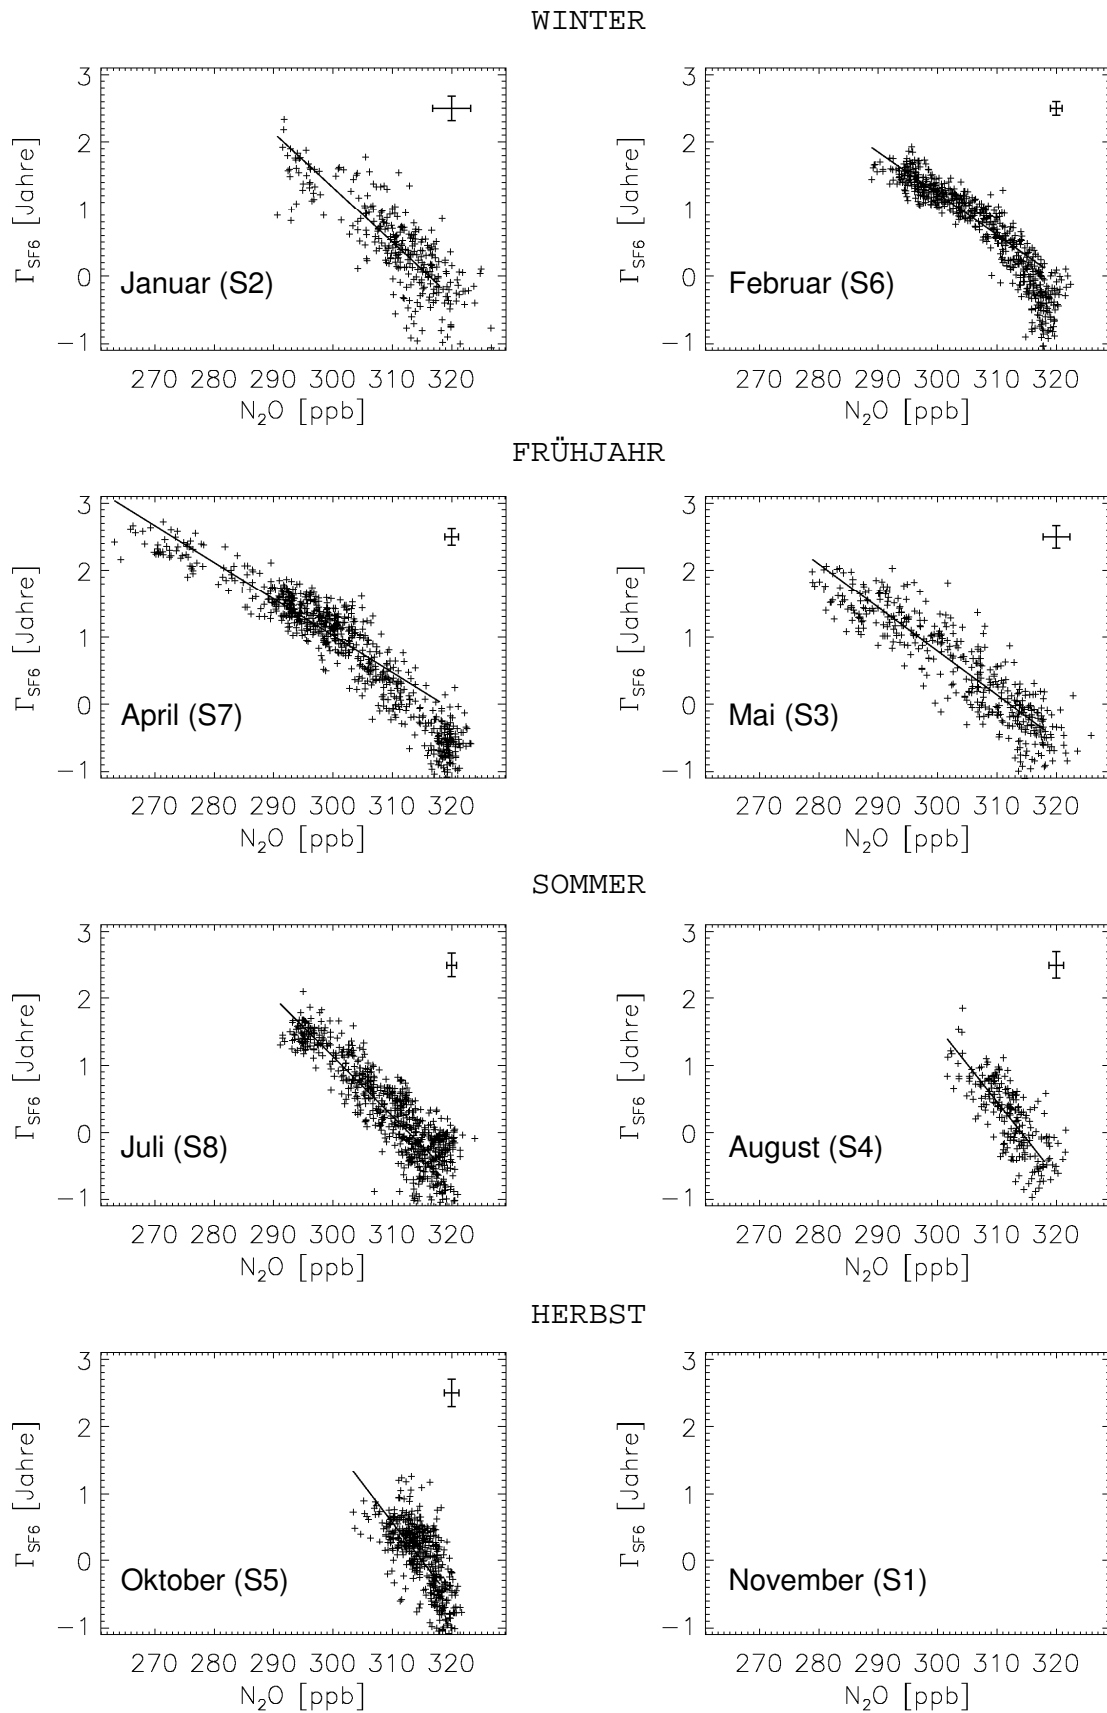 WINTER
3
2
1
0
−1
Γ_SF6 [Jahre]
Januar (S2)
270 280 290 300 310 320
N₂O [ppb]
3
2
1
0
−1
Γ_SF6 [Jahre]
Februar (S6)
270 280 290 300 310 320
N₂O [ppb]
FRÜHJAHR
3
2
1
0
−1
Γ_SF6 [Jahre]
April (S7)
270 280 290 300 310 320
N₂O [ppb]
3
2
1
0
−1
Γ_SF6 [Jahre]
Mai (S3)
270 280 290 300 310 320
N₂O [ppb]
SOMMER
3
2
1
0
−1
Γ_SF6 [Jahre]
Juli (S8)
270 280 290 300 310 320
N₂O [ppb]
3
2
1
0
−1
Γ_SF6 [Jahre]
August (S4)
270 280 290 300 310 320
N₂O [ppb]
HERBST
3
2
1
0
−1
Γ_SF6 [Jahre]
Oktober (S5)
270 280 290 300 310 320
N₂O [ppb]
3
2
1
0
−1
Γ_SF6 [Jahre]
November (S1)
270 280 290 300 310 320
N₂O [ppb]